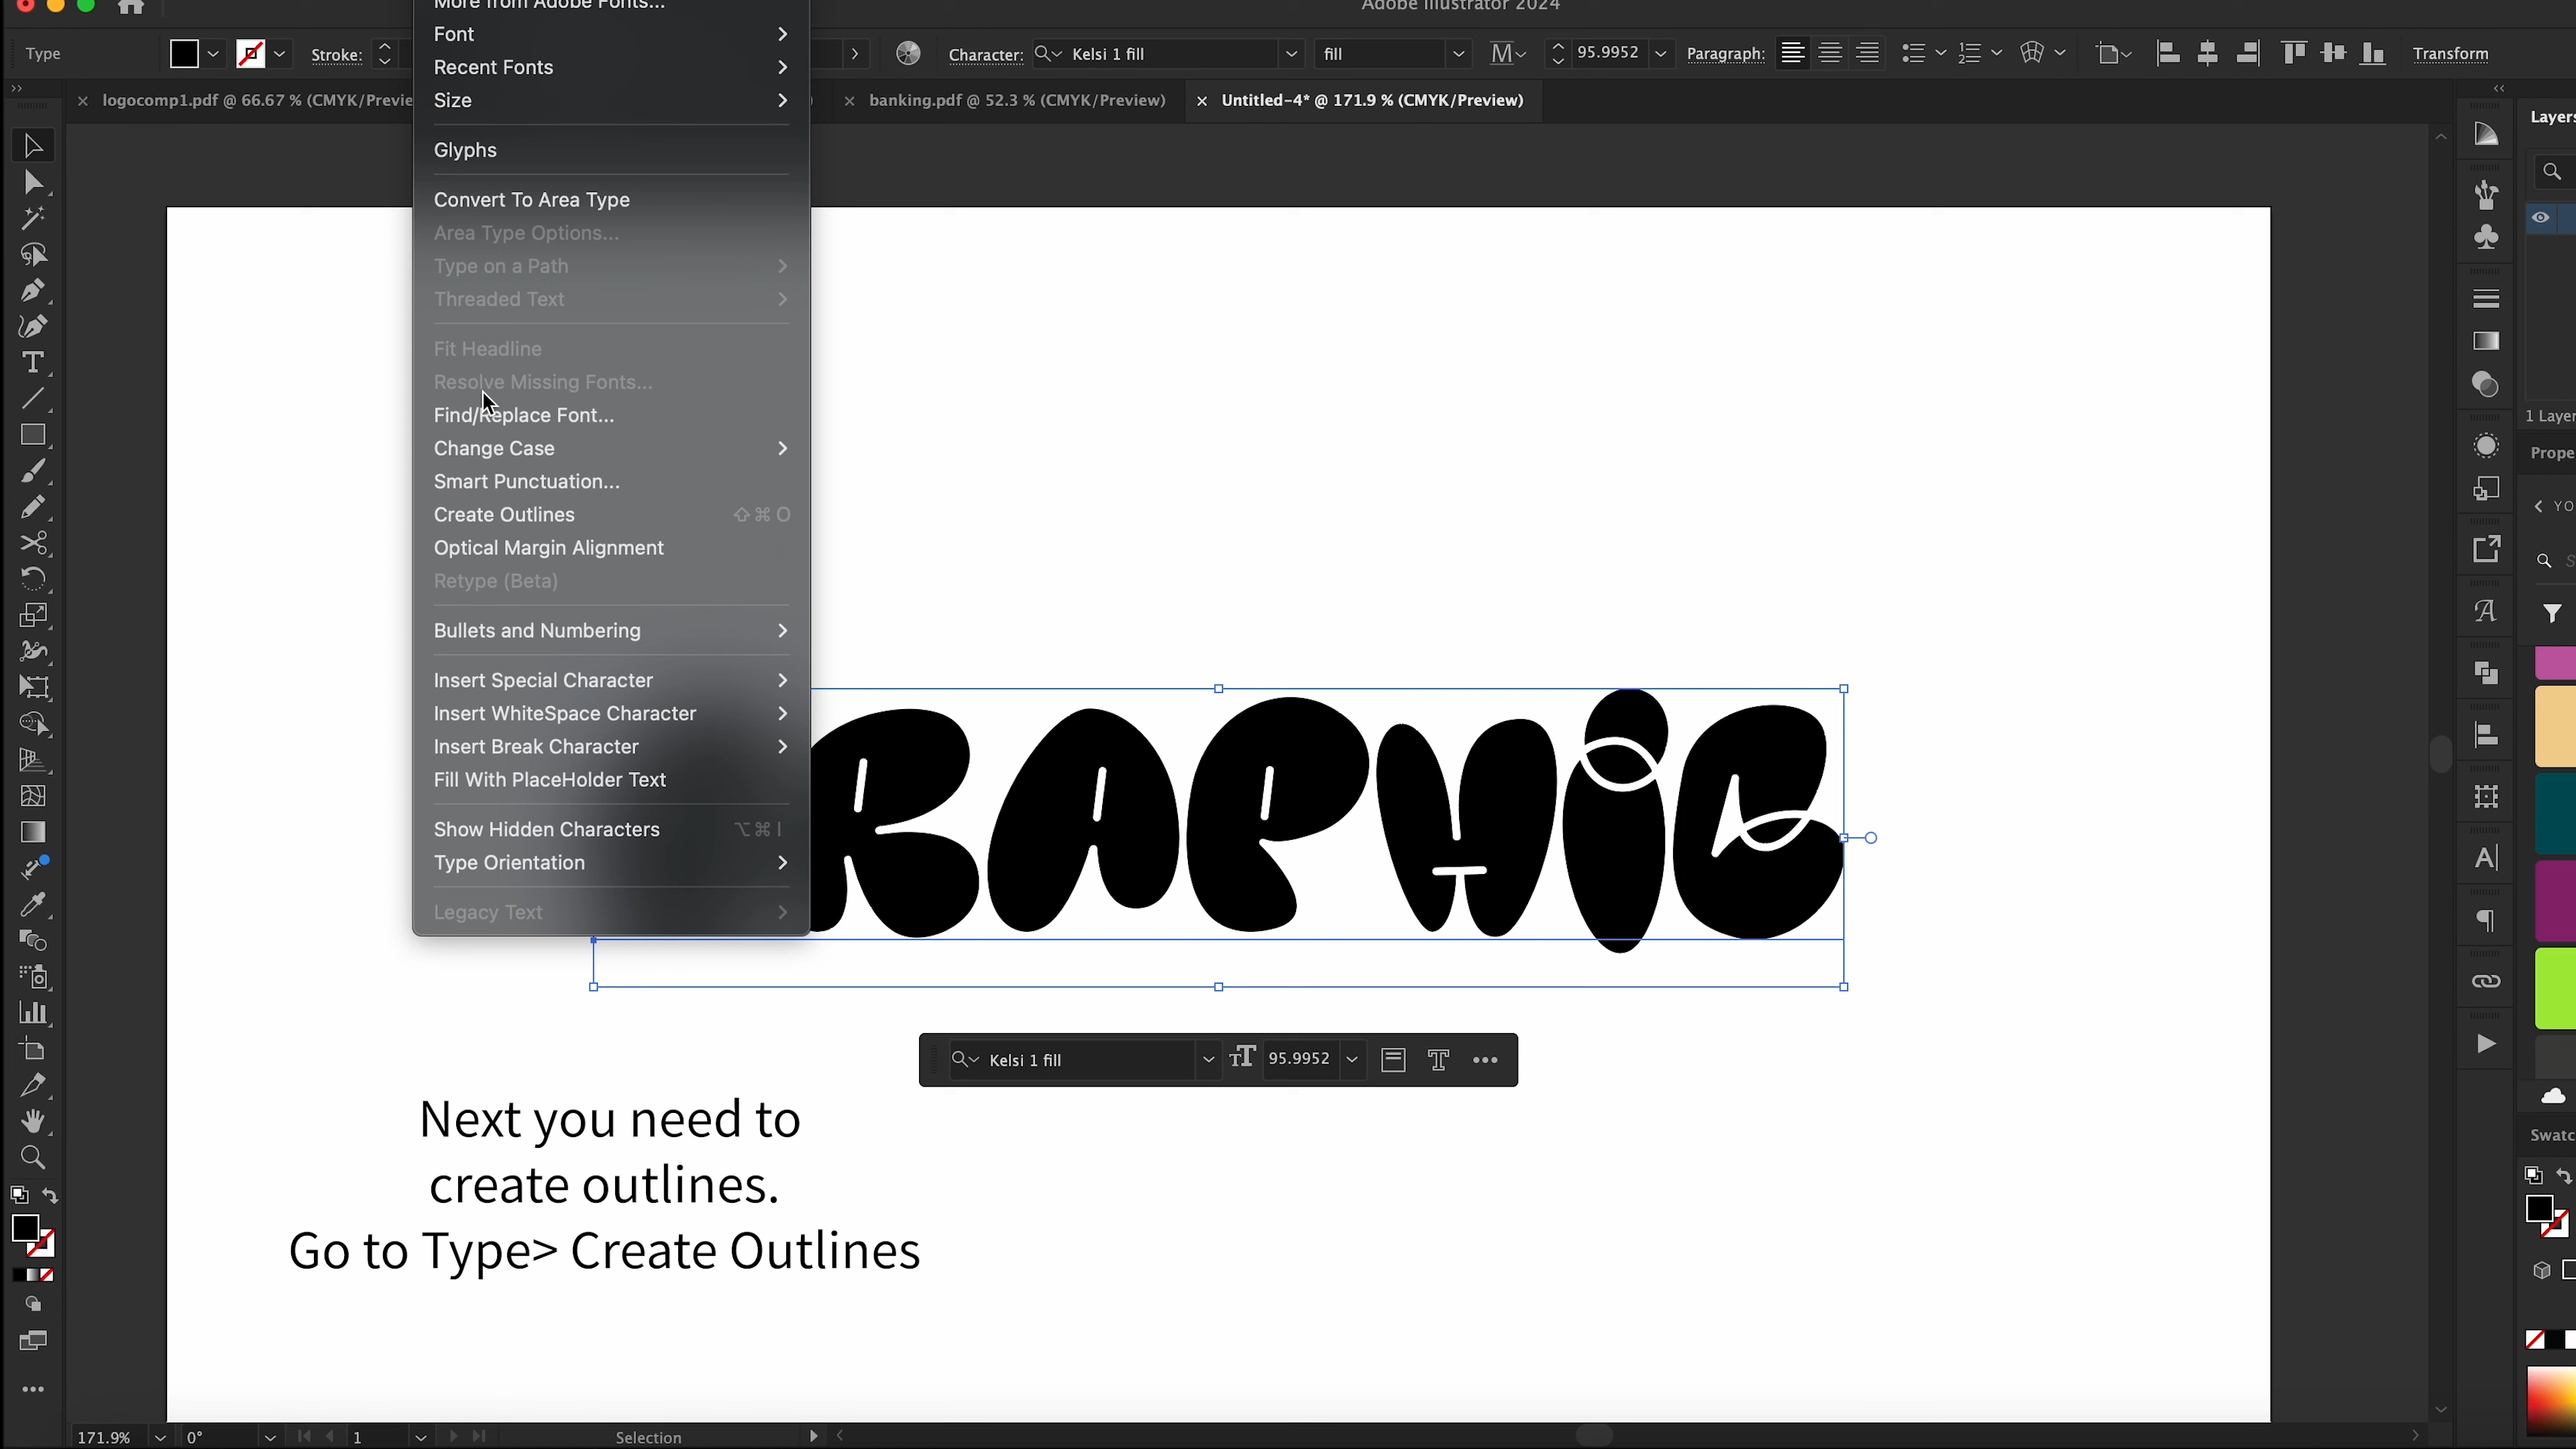 Adobe Illustrator 2024
Type
Stroke:
Character:
Kelsi 1 fill
fill
95.9952
Paragraph:
Transform
logocomp1.pdf @ 66.67 % (CMYK/Previe
banking.pdf @ 52.3 % (CMYK/Preview)
Untitled-4* @ 171.9 % (CMYK/Preview)
More from Adobe Fonts...
Font
Recent Fonts
Size
Glyphs
Convert To Area Type
Area Type Options...
Type on a Path
Threaded Text
Fit Headline
Resolve Missing Fonts...
Find/Replace Font...
Change Case
Smart Punctuation...
Create Outlines ⇧⌘O
Optical Margin Alignment
Retype (Beta)
Bullets and Numbering
Insert Special Character
Insert WhiteSpace Character
Insert Break Character
Fill With PlaceHolder Text
Show Hidden Characters ⌥⌘I
Type Orientation
Legacy Text
RAPHIC
Kelsi 1 fill
95.9952
Next you need to
create outlines.
Go to Type> Create Outlines
Layers
1 Layer
Prope
YO
Swatc
171.9%
0°
1
Selection